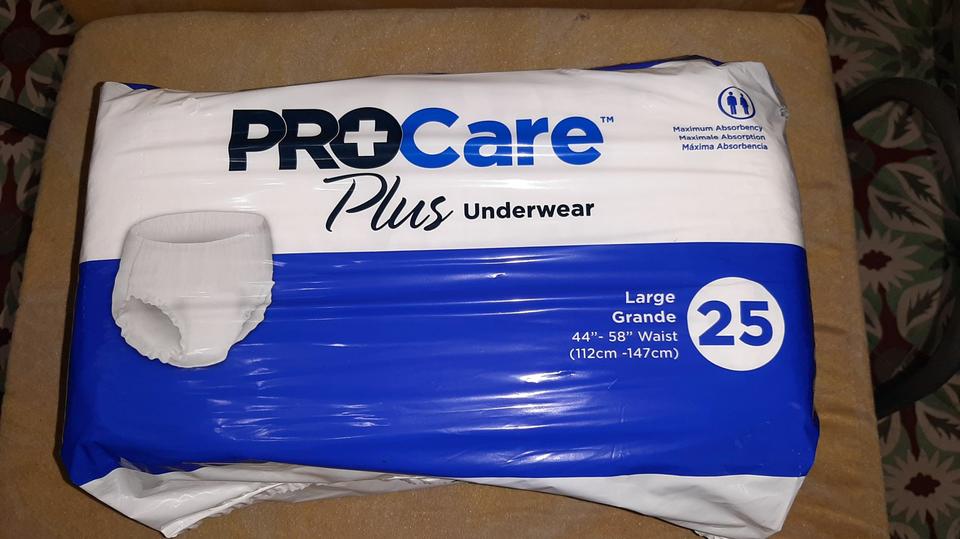 PROCare™
Plus Underwear
Maximum Absorbency
Maximale Absorption
Máxima Absorbencia
Large
Grande
44”- 58” Waist
(112cm -147cm)
25